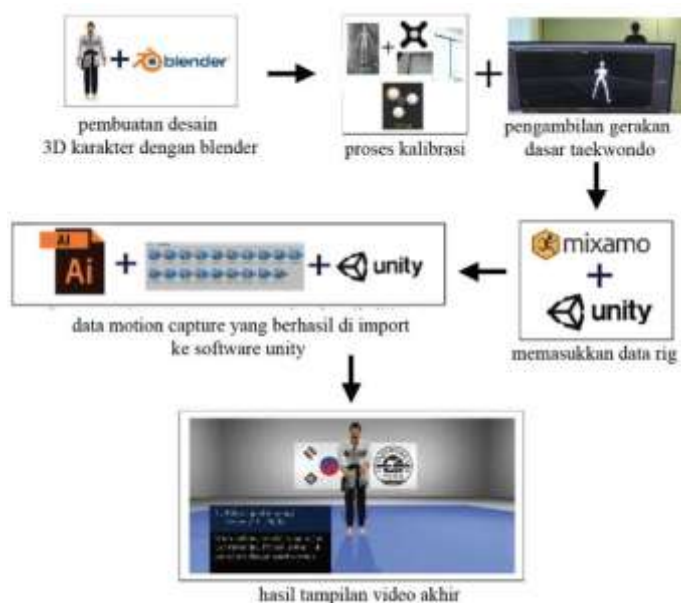 blender
pembuatan desain
3D karakter dengan blender
proses kalibrasi
pengambilan gerakan
dasar taekwondo
AI
Ai
unity
data motion capture yang berhasil di import
ke software unity
mixamo
unity
memasukkan data rig
hasil tampilan video akhir